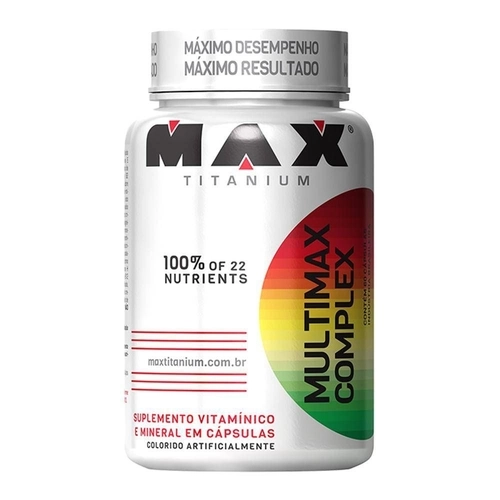 MÁXIMO DESEMPENHO
MÁXIMO RESULTADO
MAX®
TITANIUM
100% OF 22
NUTRIENTS
MULTIMAX
COMPLEX
maxtitanium.com.br
SUPLEMENTO VITAMÍNICO
E MINERAL EM CÁPSULAS
COLORIDO ARTIFICIALMENTE